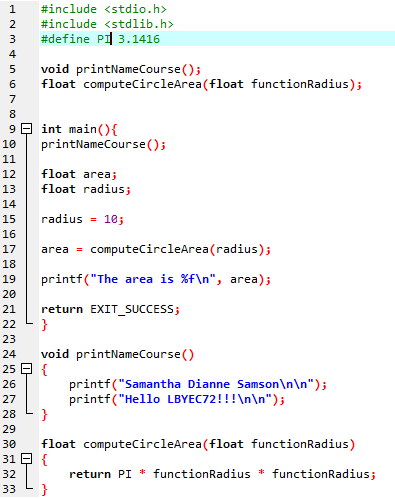 1 #include <stdio.h>
2 #include <stdlib.h>
3 #define PI 3.1416
4
5 void printNameCourse();
6 float computeCircleArea(float functionRadius);
7
8
9 int main(){
10 printNameCourse();
11
12 float area;
13 float radius;
14
15 radius = 10;
16
17 area = computeCircleArea(radius);
18
19 printf("The area is %f\n", area);
20
21 return EXIT_SUCCESS;
22 }
23
24 void printNameCourse()
25 {
26     printf("Samantha Dianne Samson\n\n");
27     printf("Hello LBYEC72!!!\n\n");
28 }
29
30 float computeCircleArea(float functionRadius)
31 {
32     return PI * functionRadius * functionRadius;
33 }